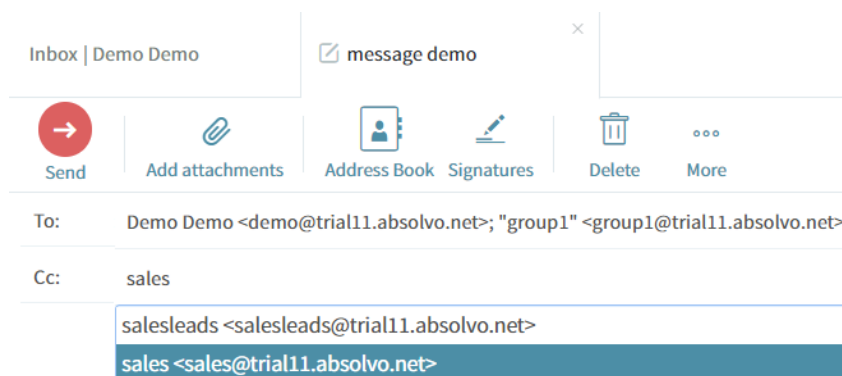 Inbox | Demo Demo
message demo
Send
Add attachments
Address Book
Signatures
Delete
More
To: Demo Demo <demo@trial11.absolvo.net>; "group1" <group1@trial11.absolvo.net>
Cc: sales
salesleads <salesleads@trial11.absolvo.net>
sales <sales@trial11.absolvo.net>